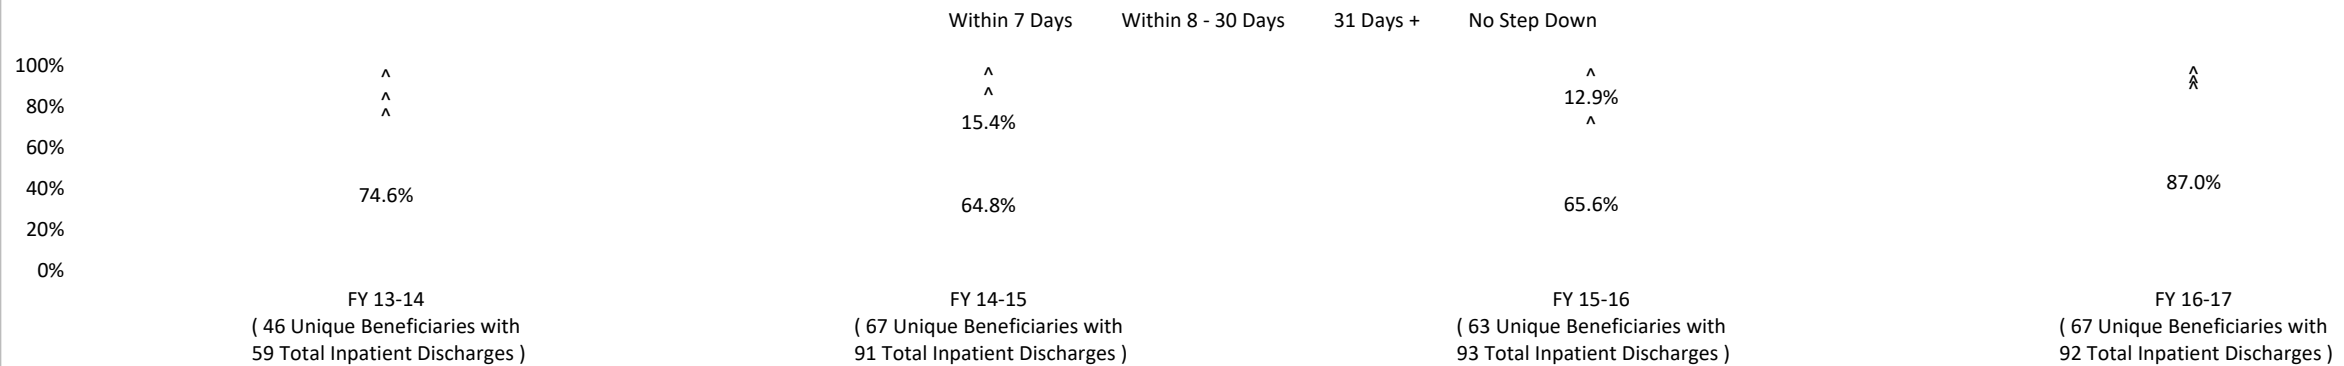 Within 7 Days Within 8 - 30 Days 31 Days + No Step Down
100%
80%
60%
40%
20%
0%
^
^
^
74.6%
^
^
15.4%
64.8%
^
12.9%
^
65.6%
^
^
^
87.0%
FY 13-14
( 46 Unique Beneficiaries with
59 Total Inpatient Discharges )
FY 14-15
( 67 Unique Beneficiaries with
91 Total Inpatient Discharges )
FY 15-16
( 63 Unique Beneficiaries with
93 Total Inpatient Discharges )
FY 16-17
( 67 Unique Beneficiaries with
92 Total Inpatient Discharges )